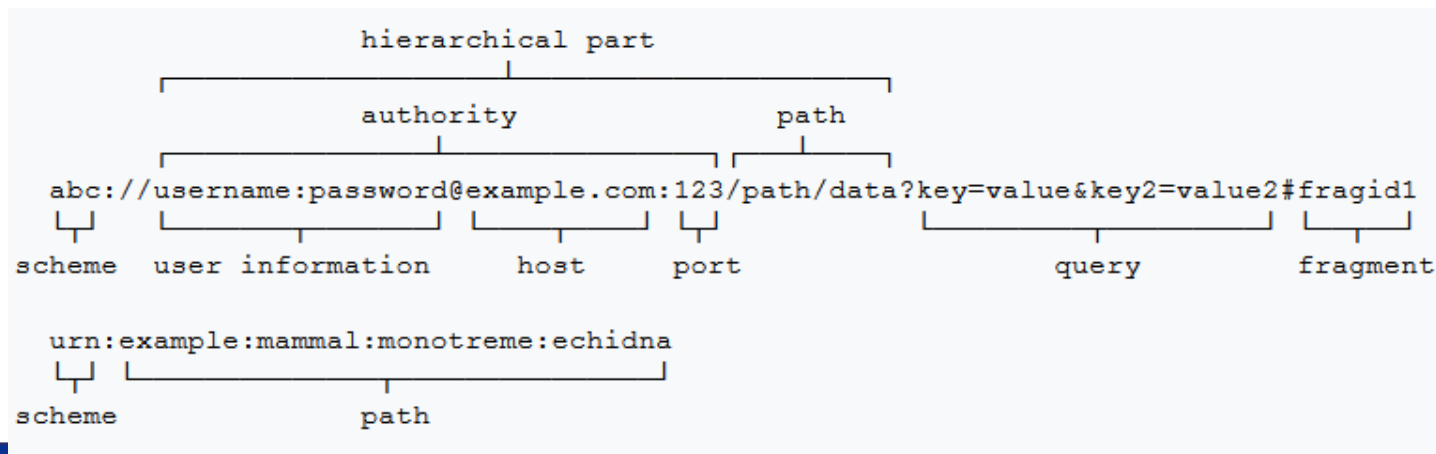 hierarchical part
authority path
abc://username:password@example.com:123/path/data?key=value&key2=value2#fragid1
scheme user information host port query fragment
urn:example:mammal:monotreme:echidna
scheme path